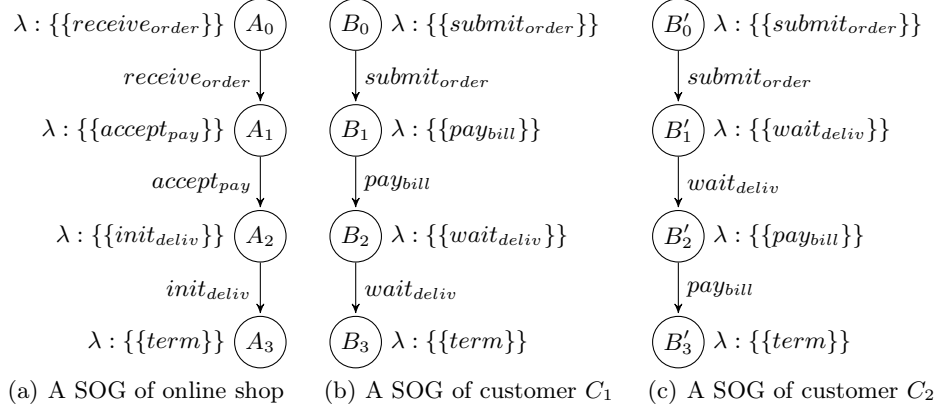 λ : {{receive_order}} A_0 B_0 λ : {{submit_order}} B′_0 λ : {{submit_order}}
receive_order submit_order submit_order
λ : {{accept_pay}} A_1 B_1 λ : {{pay_bill}} B′_1 λ : {{wait_deliv}}
accept_pay pay_bill wait_deliv
λ : {{init_deliv}} A_2 B_2 λ : {{wait_deliv}} B′_2 λ : {{pay_bill}}
init_deliv wait_deliv pay_bill
λ : {{term}} A_3 B_3 λ : {{term}} B′_3 λ : {{term}}
(a) A SOG of online shop (b) A SOG of customer C_1 (c) A SOG of customer C_2